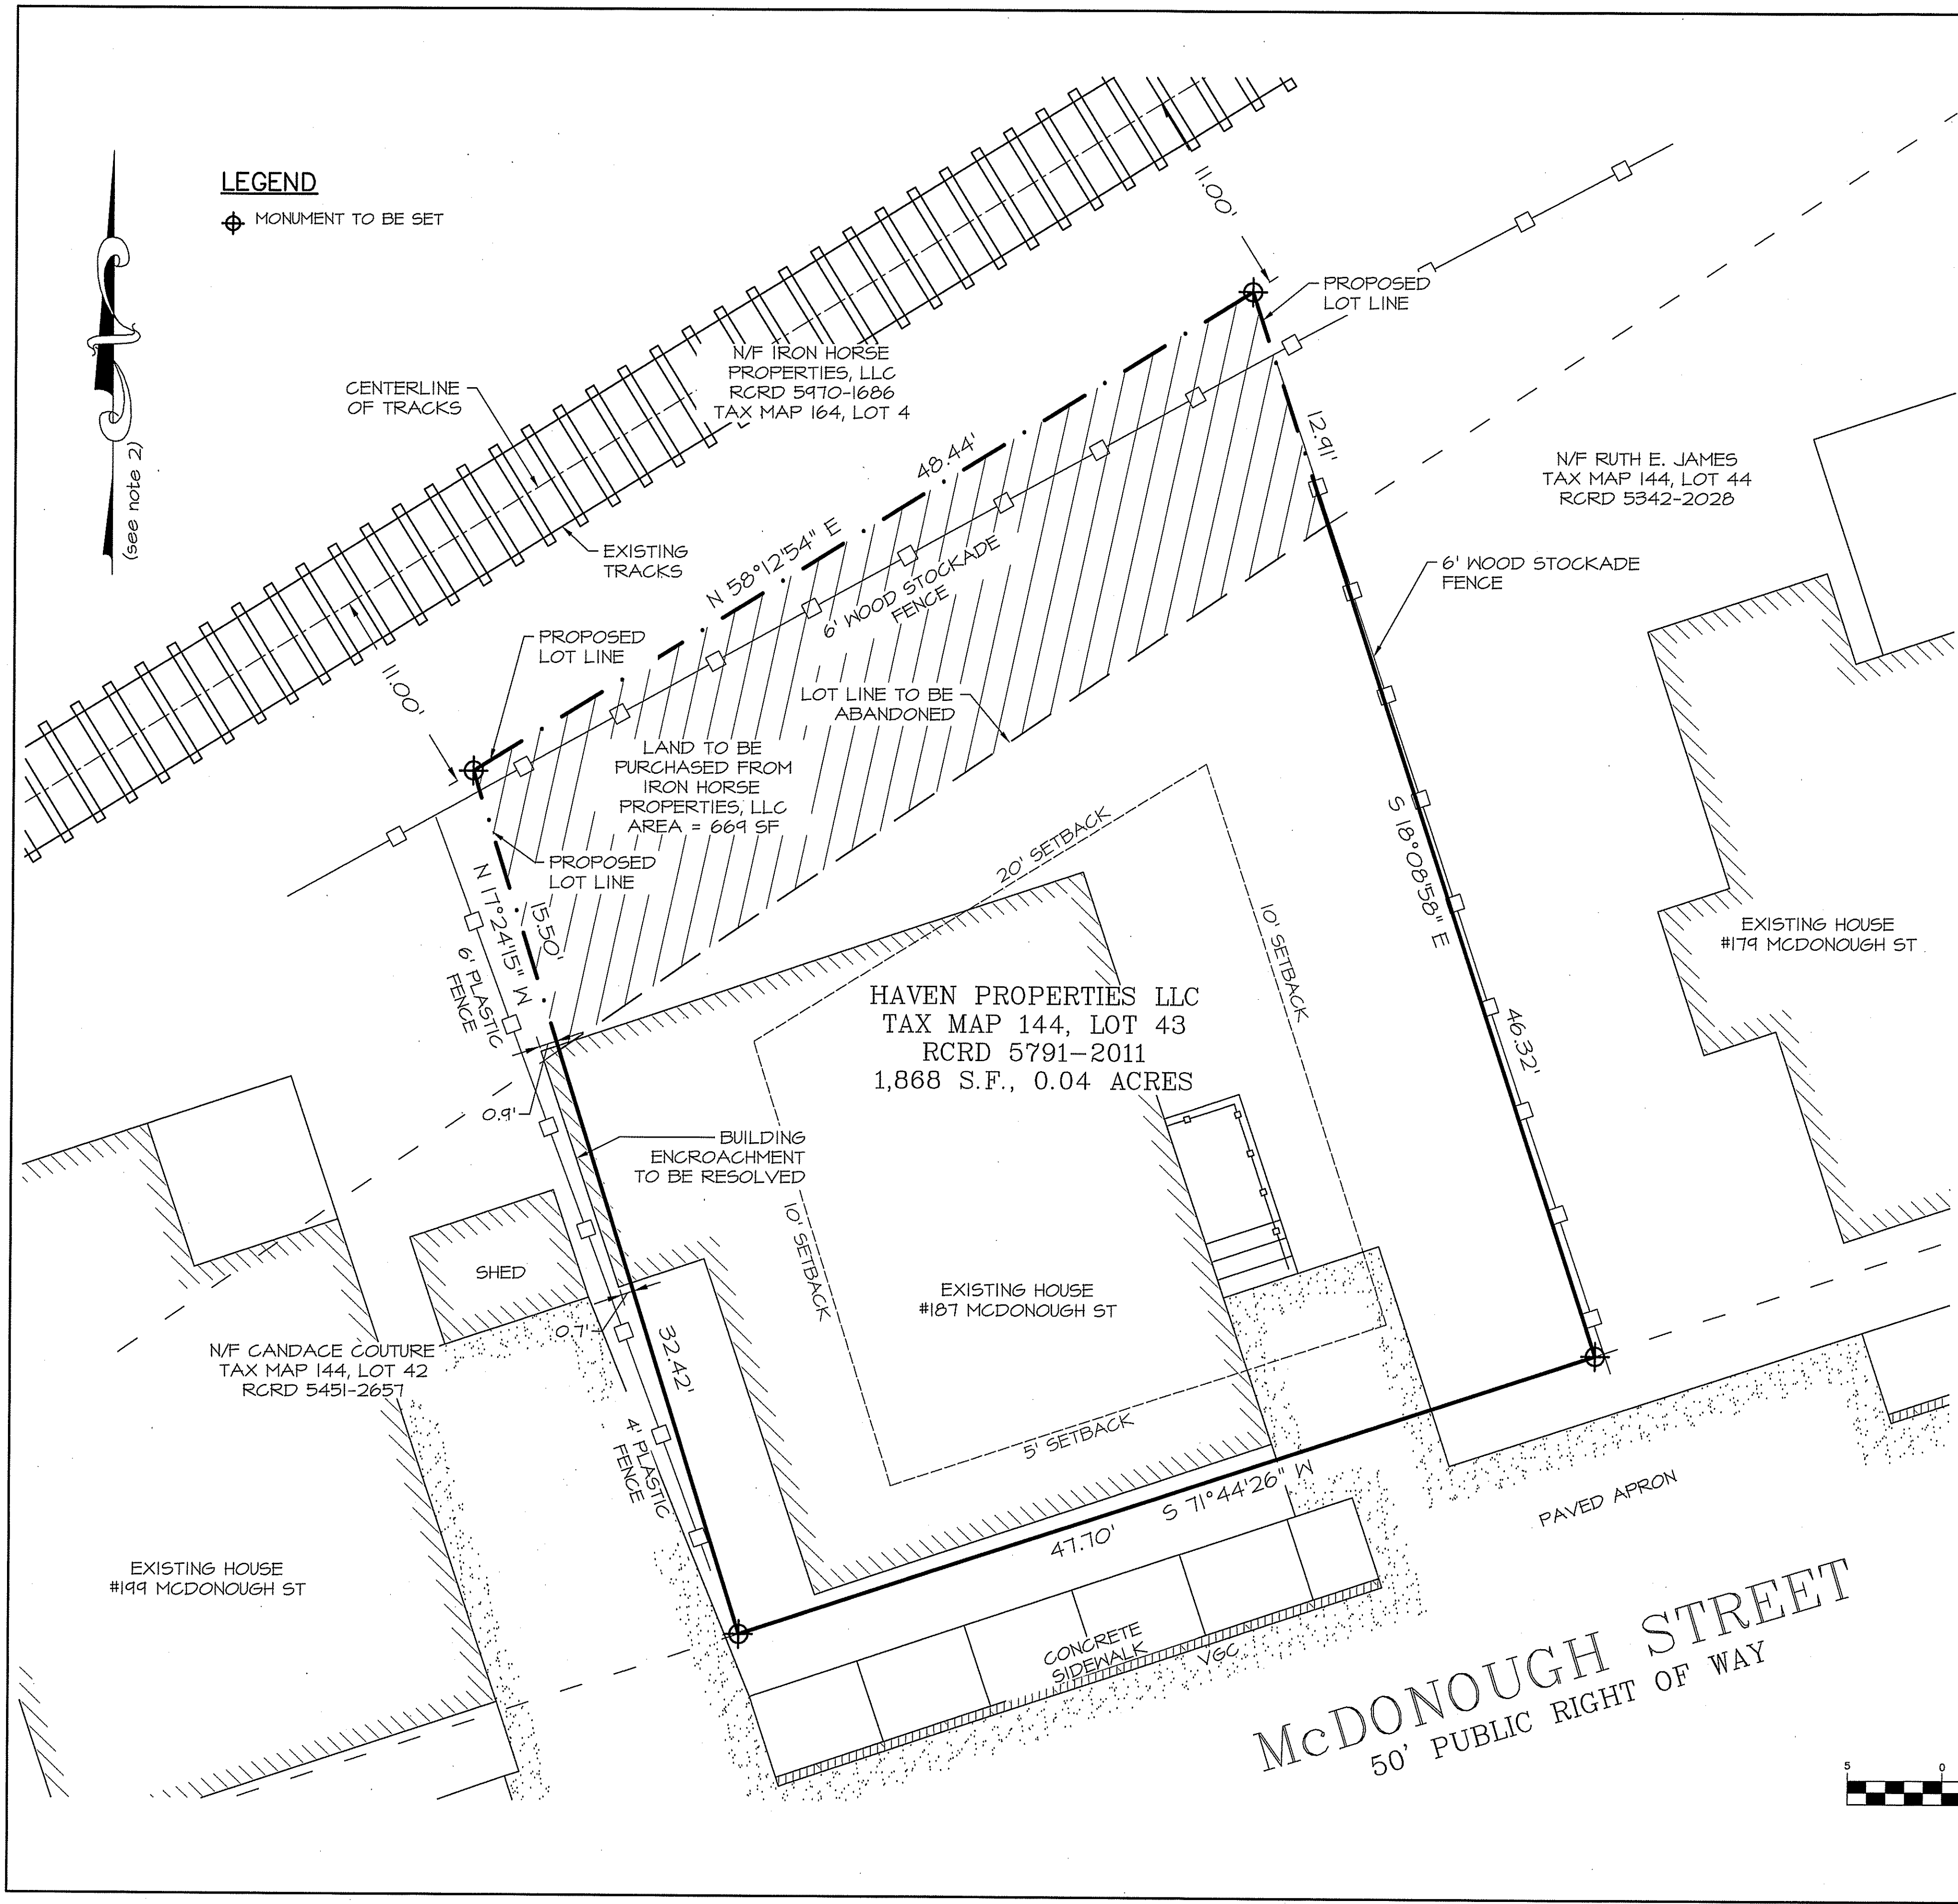 LEGEND
MONUMENT TO BE SET
(see note 2)
CENTERLINE
OF TRACKS
N/F IRON HORSE
PROPERTIES, LLC
RCRD 5970-1686
TAX MAP 164, LOT 4
11.00'
PROPOSED
LOT LINE
EXISTING
TRACKS
48.44'
N 58°12'54" E
12.91'
N/F RUTH E. JAMES
TAX MAP 144, LOT 44
RCRD 5342-2028
6' WOOD STOCKADE
FENCE
6' WOOD STOCKADE
FENCE
PROPOSED
LOT LINE
11.00'
LOT LINE TO BE
ABANDONED
LAND TO BE
PURCHASED FROM
IRON HORSE
PROPERTIES, LLC
AREA = 669 SF
PROPOSED
LOT LINE
N 17°24'15" W
15.50'
6' PLASTIC
FENCE
20' SETBACK
10' SETBACK
S 18°08'58" E
46.32'
EXISTING HOUSE
#179 MCDONOUGH ST
HAVEN PROPERTIES LLC
TAX MAP 144, LOT 43
RCRD 5791-2011
1,868 S.F., 0.04 ACRES
0.9'
BUILDING
ENCROACHMENT
TO BE RESOLVED
10' SETBACK
SHED
EXISTING HOUSE
#187 MCDONOUGH ST
0.7'
32.42'
N/F CANDACE COUTURE
TAX MAP 144, LOT 42
RCRD 5451-2657
4' PLASTIC
FENCE
5' SETBACK
S 71°44'26" W
47.70'
PAVED APRON
EXISTING HOUSE
#199 MCDONOUGH ST
CONCRETE
SIDEWALK
VGC
McDONOUGH STREET
50' PUBLIC RIGHT OF WAY
5 0